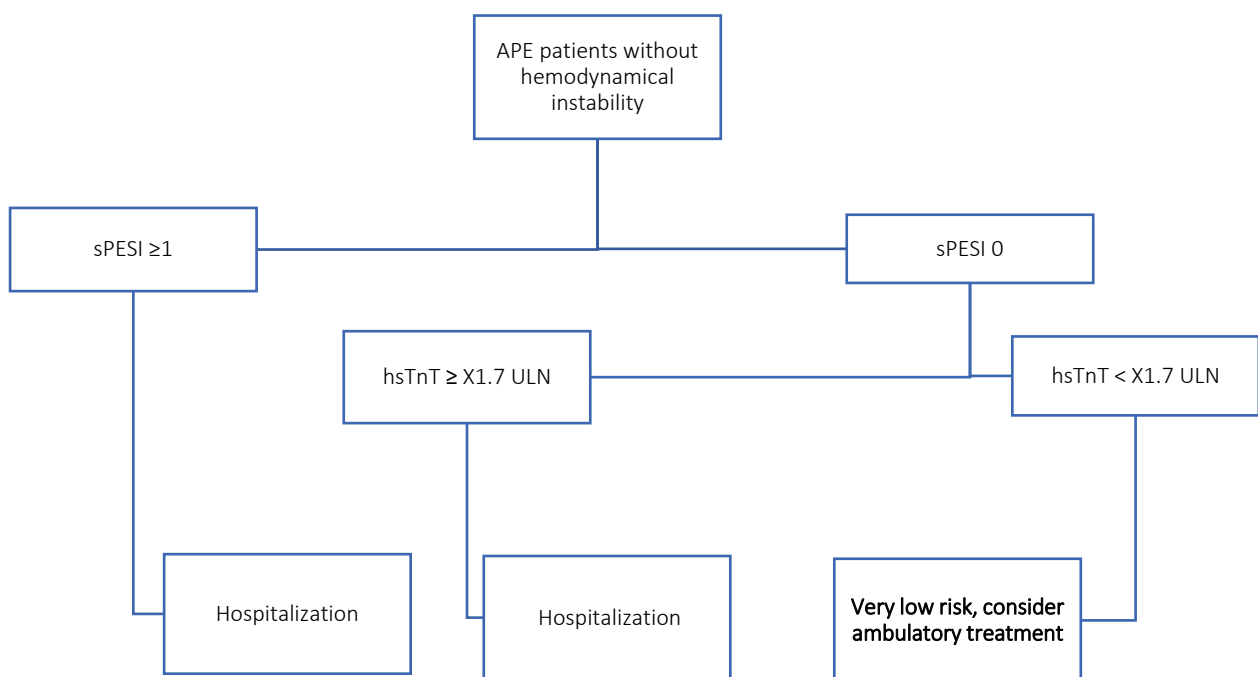 APE patients without
hemodynamical
instability
sPESI ≥1
sPESI 0
hsTnT ≥ X1.7 ULN
hsTnT < X1.7 ULN
Hospitalization
Hospitalization
Very low risk, consider
ambulatory treatment